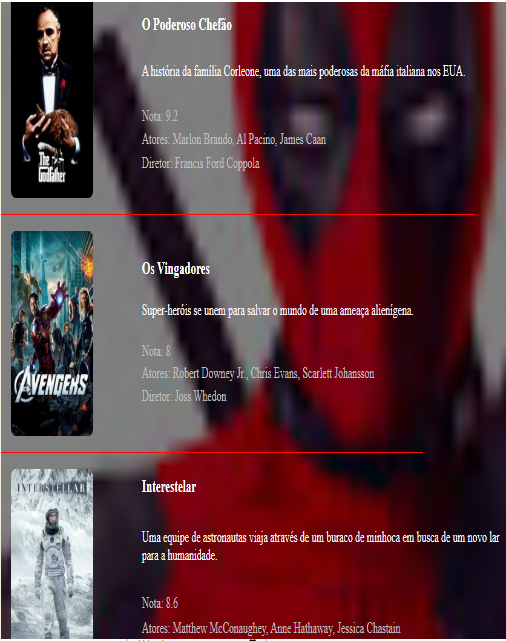 O Poderoso Chefão
A história da família Corleone, uma das mais poderosas da máfia italiana nos EUA.
Nota: 9.2
Atores: Marlon Brando, Al Pacino, James Caan
Diretor: Francis Ford Coppola
The
Godfather
Os Vingadores
Super-heróis se unem para salvar o mundo de uma ameaça alienígena.
Nota: 8
Atores: Robert Downey Jr., Chris Evans, Scarlett Johansson
Diretor: Joss Whedon
AVENGERS
INTERSTELLAR
Interestelar
Uma equipe de astronautas viaja através de um buraco de minhoca em busca de um novo lar
para a humanidade.
Nota: 8.6
Atores: Matthew McConaughey, Anne Hathaway, Jessica Chastain